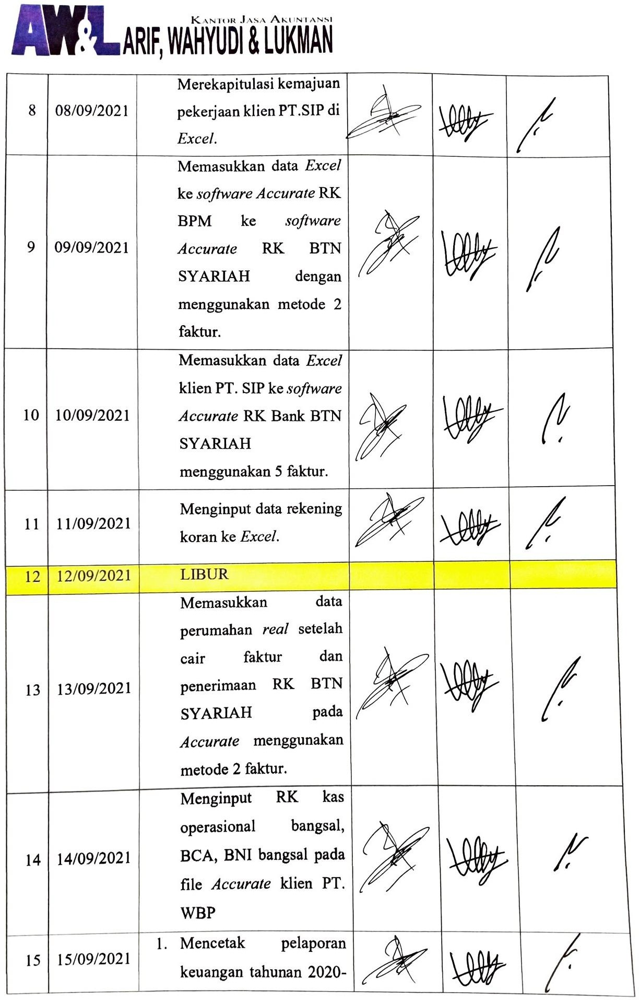 AW&L
KANTOR JASA AKUNTANSI
ARIF, WAHYUDI & LUKMAN
8 08/09/2021 Merekapitulasi kemajuan
pekerjaan klien PT.SIP di
Excel.
9 09/09/2021 Memasukkan data Excel
ke software Accurate RK
BPM ke software
Accurate RK BTN
SYARIAH dengan
menggunakan metode 2
faktur.
10 10/09/2021 Memasukkan data Excel
klien PT. SIP ke software
Accurate RK Bank BTN
SYARIAH
menggunakan 5 faktur.
11 11/09/2021 Menginput data rekening
koran ke Excel.
12 12/09/2021 LIBUR
13 13/09/2021 Memasukkan data
perumahan real setelah
cair faktur dan
penerimaan RK BTN
SYARIAH pada
Accurate menggunakan
metode 2 faktur.
14 14/09/2021 Menginput RK kas
operasional bangsal,
BCA, BNI bangsal pada
file Accurate klien PT.
WBP
15 15/09/2021 1. Mencetak pelaporan
keuangan tahunan 2020-